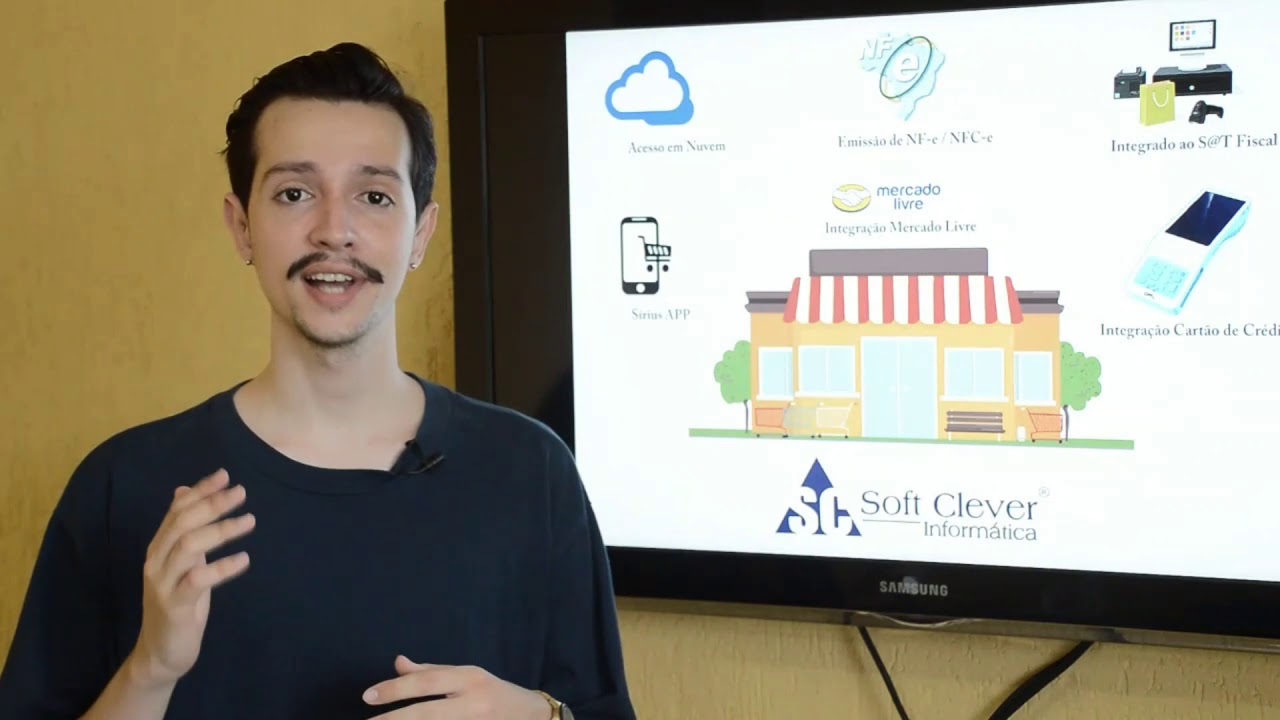 NF e
Acesso em Nuvem
Emissão de NF-e / NFC-e
Integrado ao S@T Fiscal
mercado
livre
Integração Mercado Livre
Sirius APP
Integração Cartão de Crédi
SC Soft Clever®
Informática
SAMSUNG